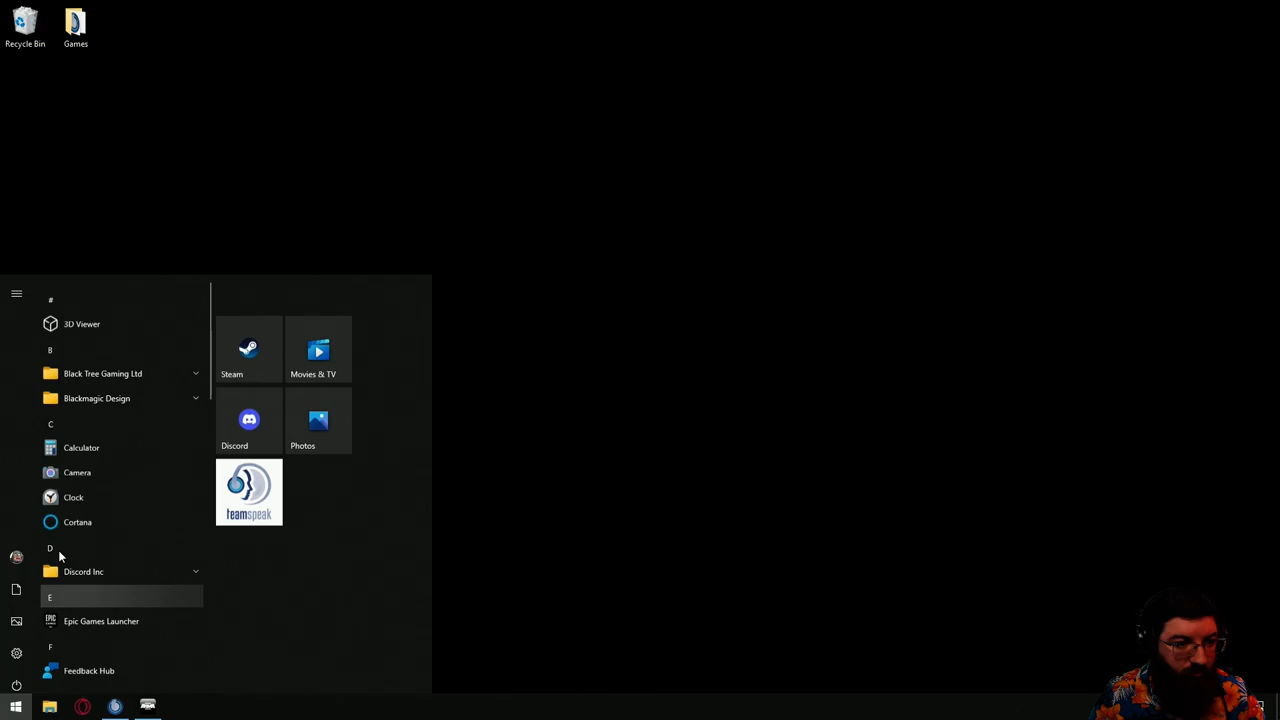 Recycle Bin
Games
#
3D Viewer
B
Black Tree Gaming Ltd
Blackmagic Design
C
Calculator
Camera
Clock
Cortana
D
Discord Inc
E
Epic Games Launcher
F
Feedback Hub
Steam
Movies & TV
Discord
Photos
teamspeak